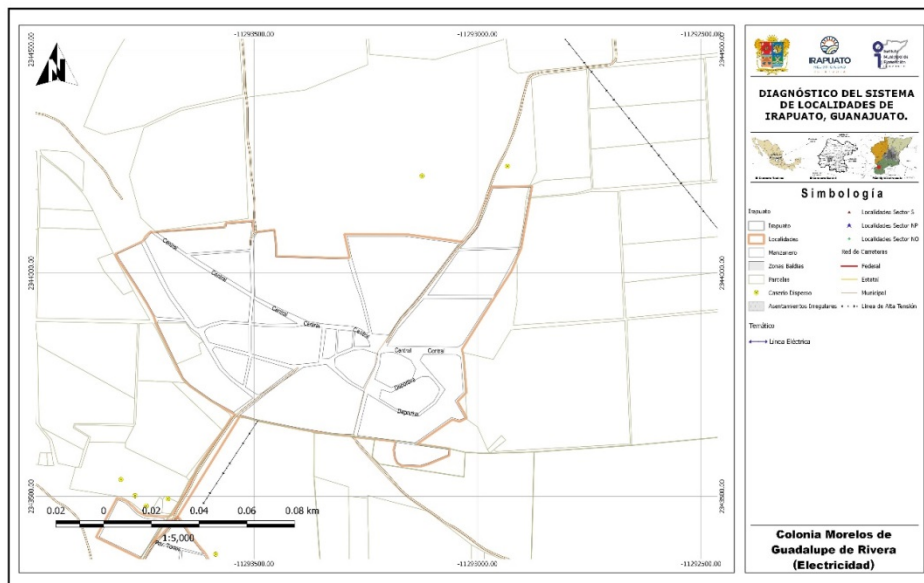 -11293500.00
-11293000.00
-11292500.00
2344500.00
2344500.00
N
2344000.00
2344000.00
Central
Central
Central
Central
Central
Central
Central
Deportiva
Deportiva
2343500.00
2343500.00
0.02 0 0.02 0.04 0.06 0.08 km
1:5,000
-11293500.00
-11293000.00
-11292500.00
IRAPUATO
DIAGNÓSTICO DEL SISTEMA
DE LOCALIDADES DE
IRAPUATO, GUANAJUATO.
Simbología
Irapuato
Irapuato
Localidades
Manzanero
Zonas Baldías
Parcelas
Caserío Disperso
Asentamientos Irregulares
Temático
Linea Eléctrica
Localidades Sector S
Localidades Sector NP
Localidades Sector NO
Red de Carreteras
Federal
Estatal
Municipal
Linea de Alta Tensión
Colonia Morelos de
Guadalupe de Rivera
(Electricidad)